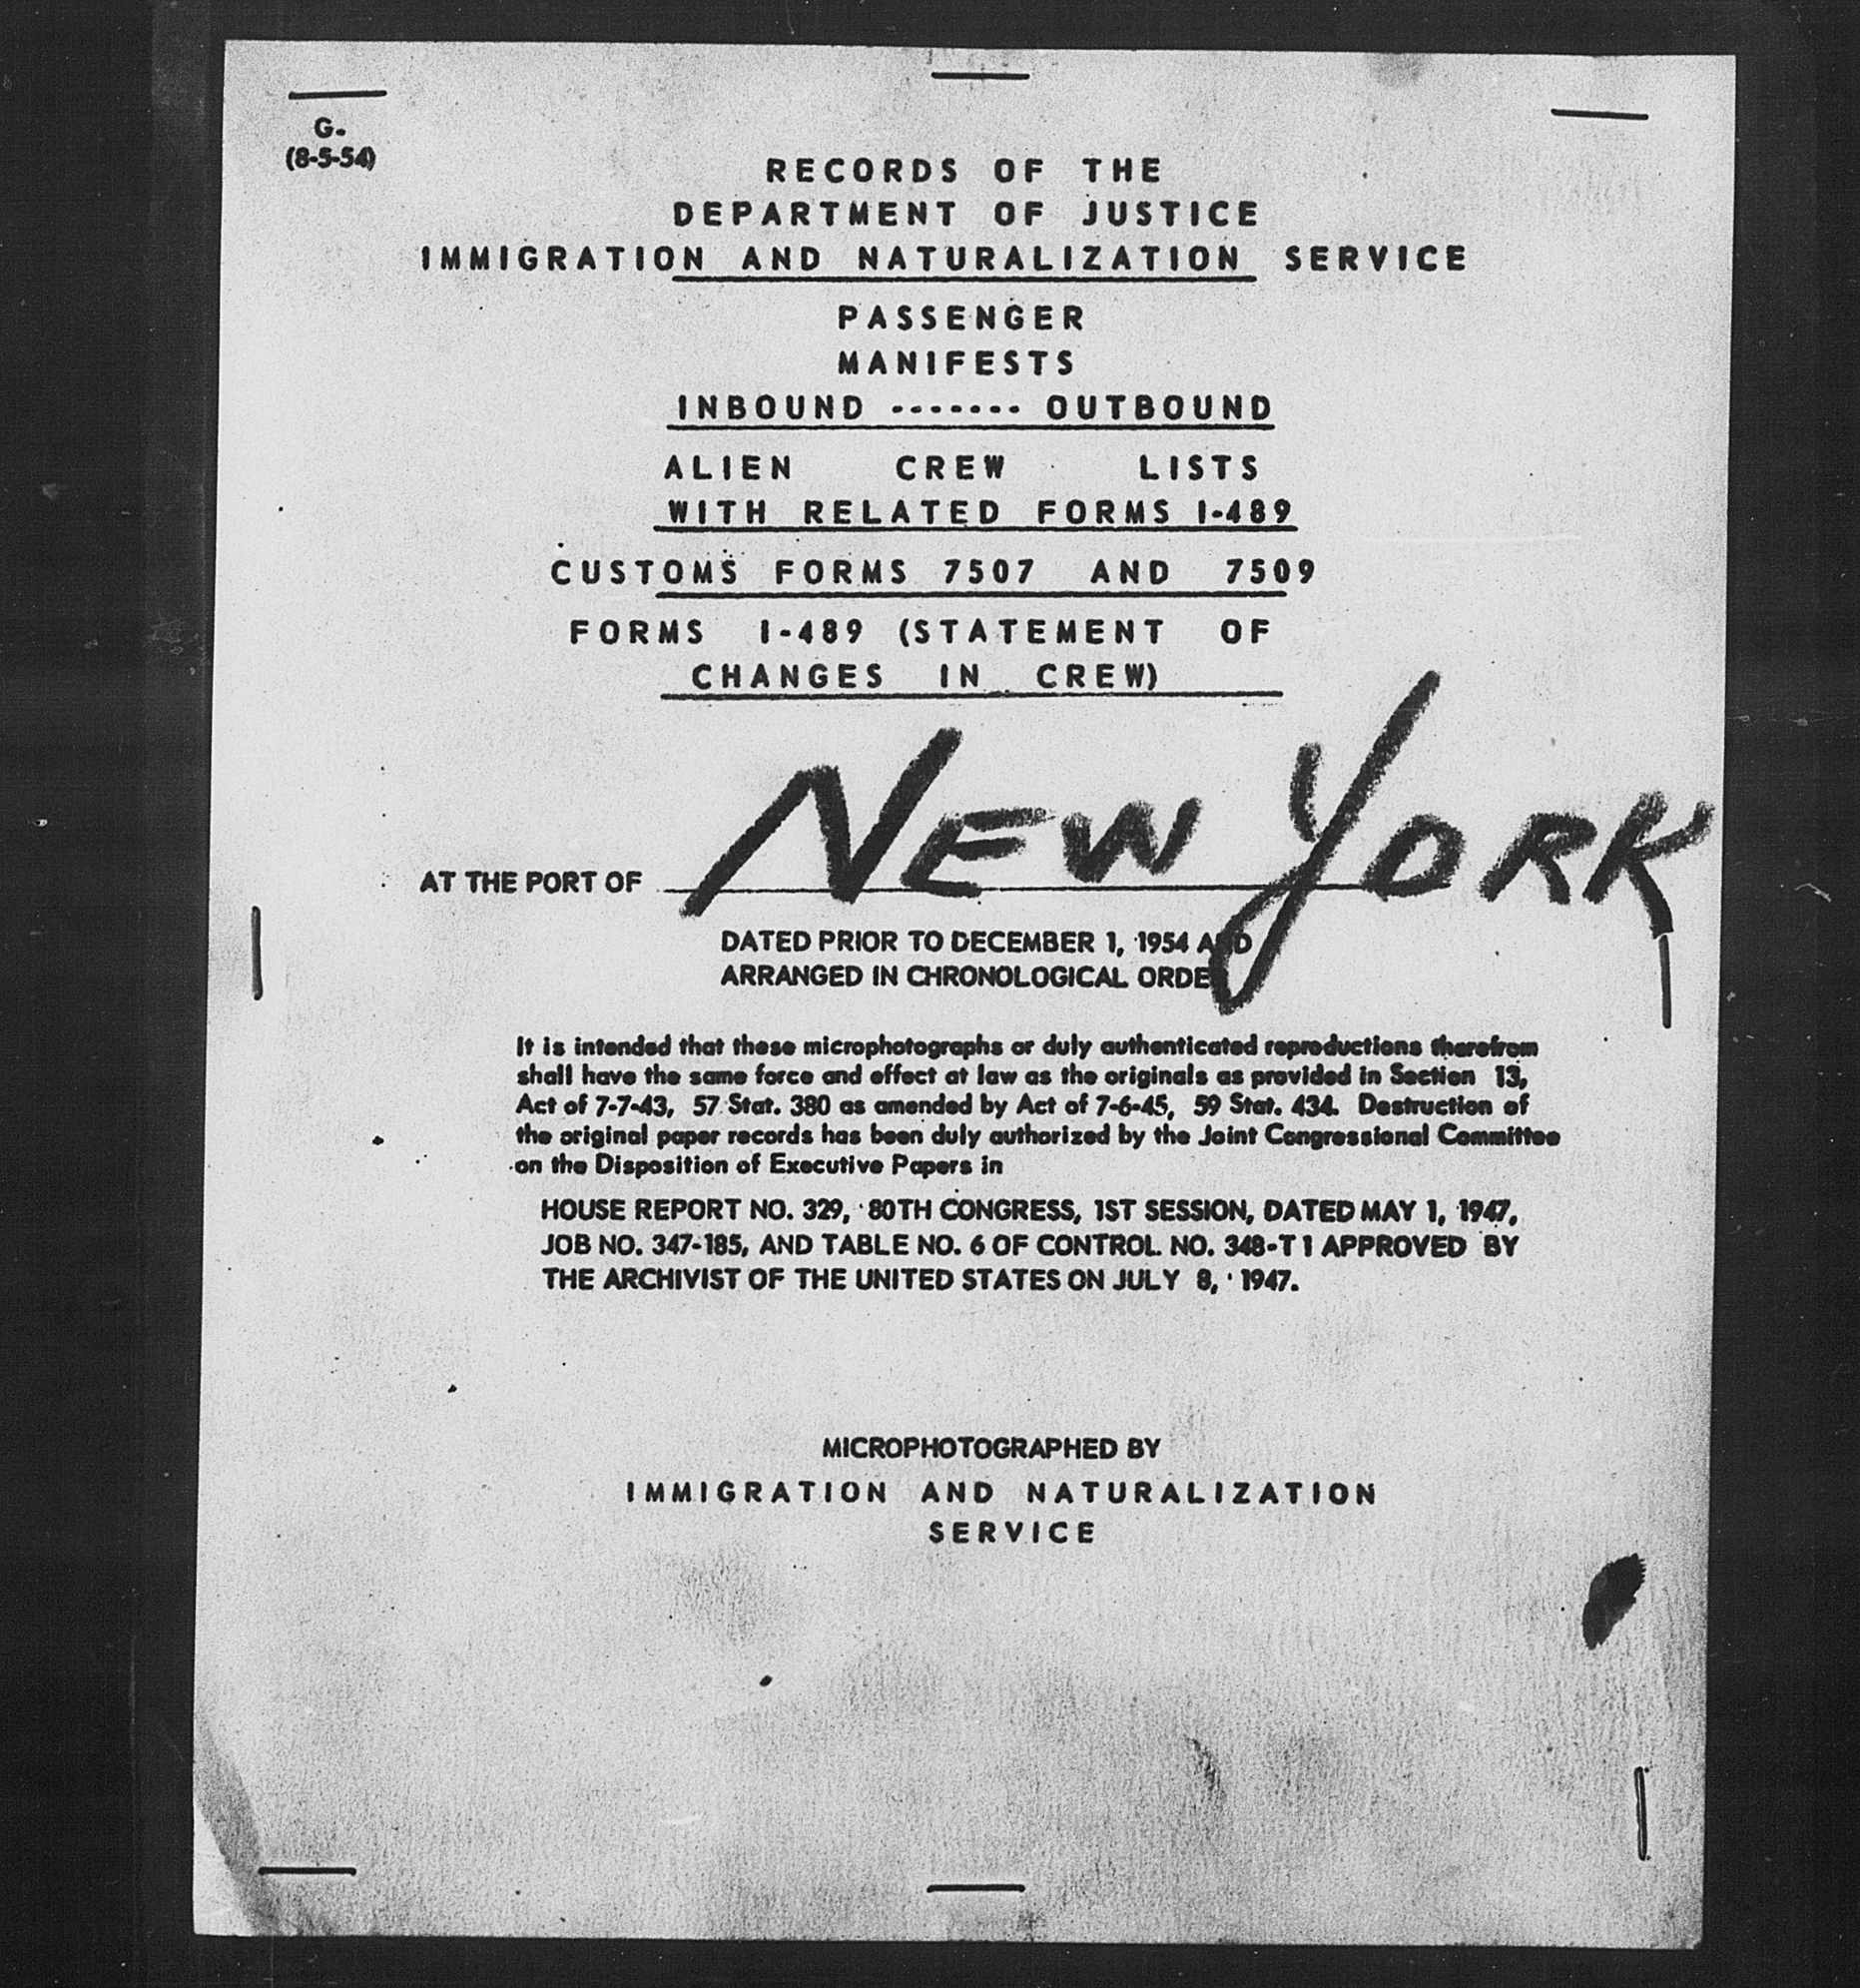 G-
(8-5-54)
RECORDS OF THE
DEPARTMENT OF JUSTICE
IMMIGRATION AND NATURALIZATION SERVICE
PASSENGER
MANIFESTS
INBOUND ------- OUTBOUND
ALIEN CREW LISTS
WITH RELATED FORMS I-489
CUSTOMS FORMS 7507 AND 7509
FORMS I-489 (STATEMENT OF
CHANGES IN CREW)
AT THE PORT OF NEW YORK
DATED PRIOR TO DECEMBER 1, 1954 AND
ARRANGED IN CHRONOLOGICAL ORDER
It is intended that these microphotographs or duly authenticated reproductions therefrom
shall have the same force and effect at law as the originals as provided in Section 13,
Act of 7-7-43, 57 Stat. 380 as amended by Act of 7-6-45, 59 Stat. 434. Destruction of
the original paper records has been duly authorized by the Joint Congressional Committee
on the Disposition of Executive Papers in
HOUSE REPORT NO. 329, 80TH CONGRESS, 1ST SESSION, DATED MAY 1, 1947,
JOB NO. 347-185, AND TABLE NO. 6 OF CONTROL NO. 348-T1 APPROVED BY
THE ARCHIVIST OF THE UNITED STATES ON JULY 8, 1947.
MICROPHOTOGRAPHED BY
IMMIGRATION AND NATURALIZATION
SERVICE